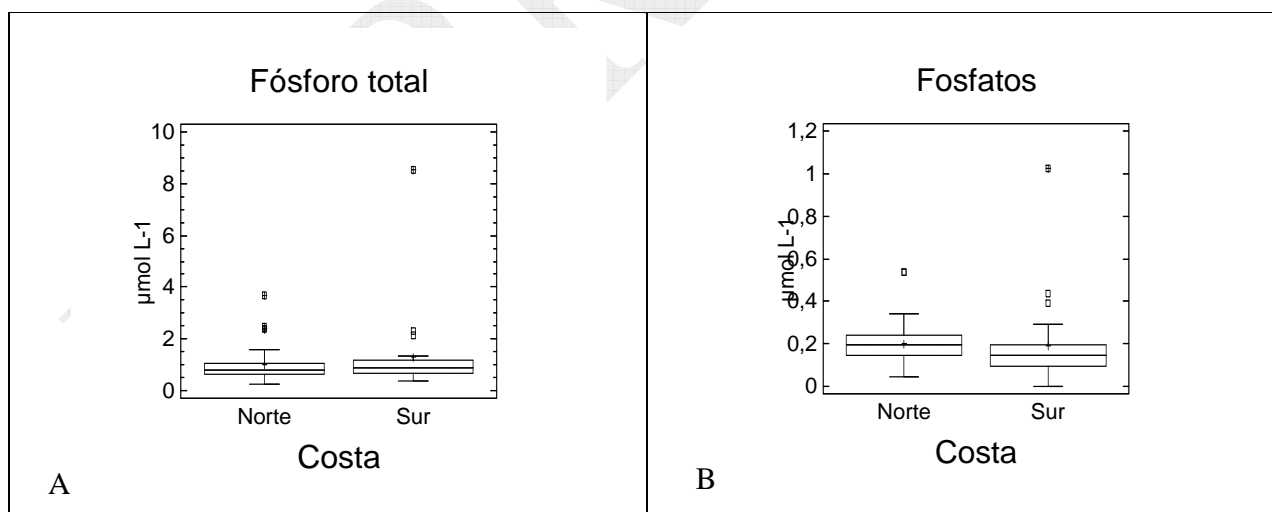 Fósforo total
µmol L-1
10
8
6
4
2
0
Norte Sur
Costa
A
Fosfatos
µmol L-1
1,2
1
0,8
0,6
0,4
0,2
0
Norte Sur
Costa
B